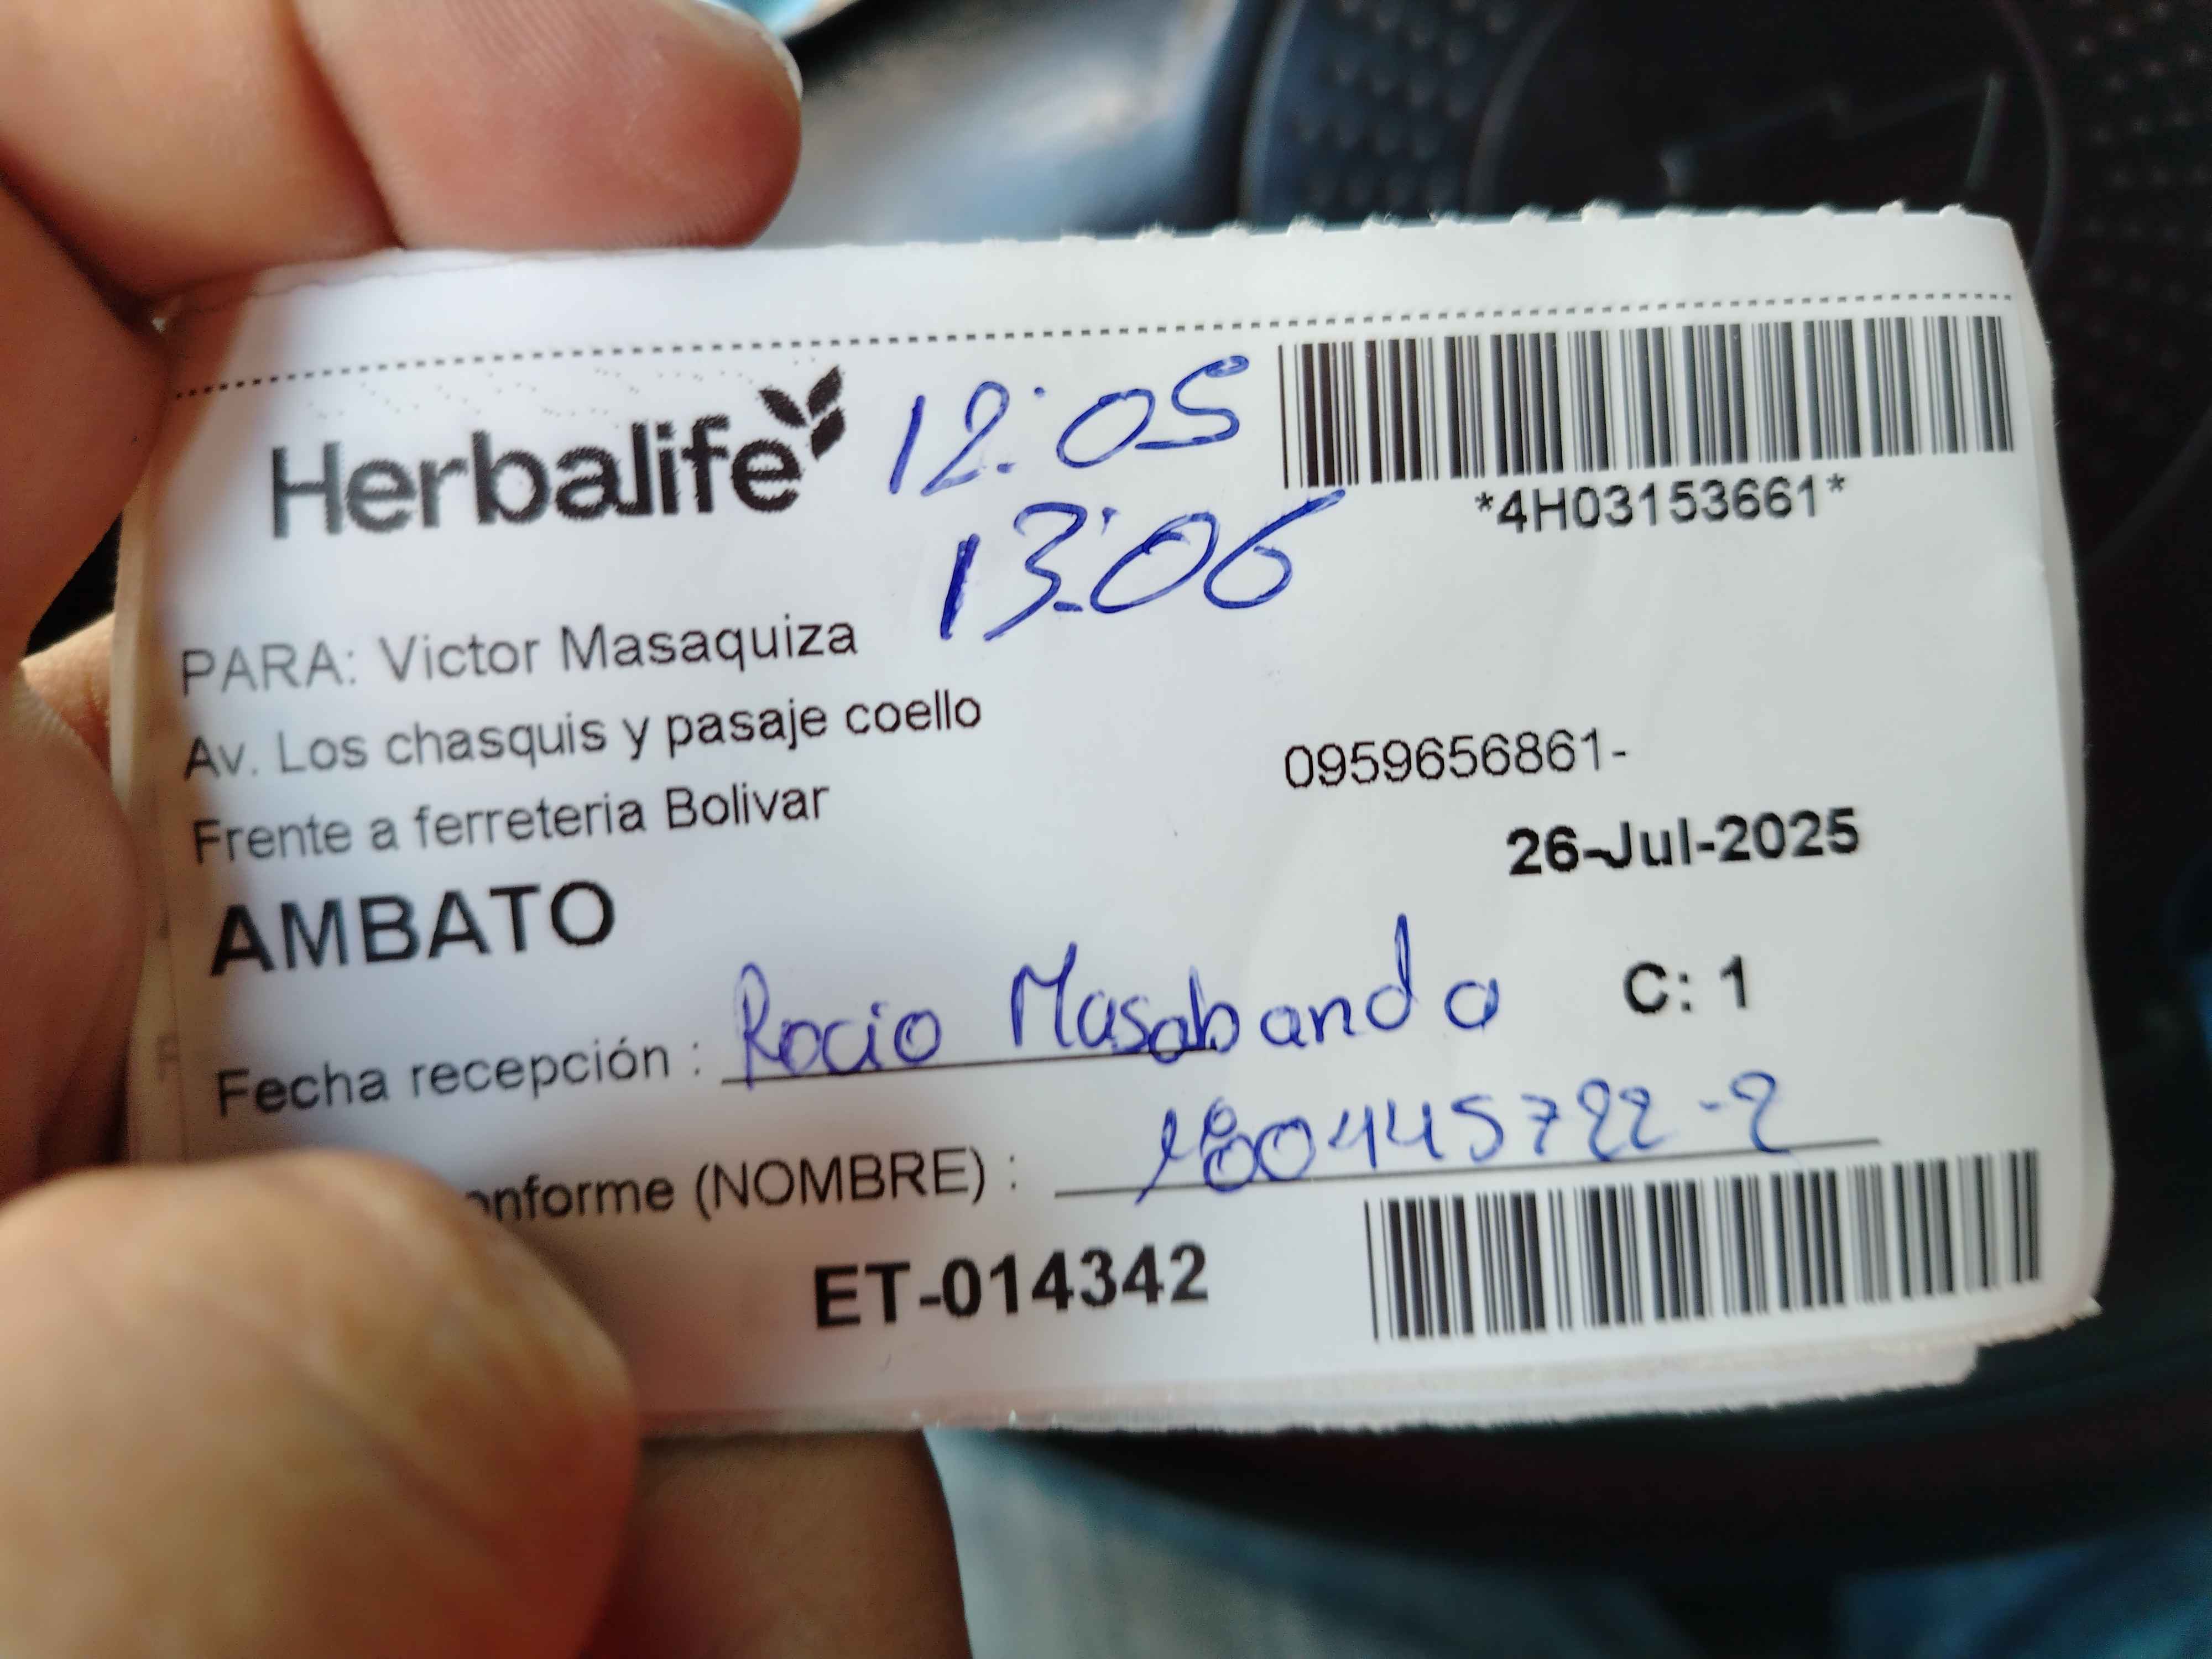 Herbalife
12:05
13:06
*4H03153661*
PARA: Victor Masaquiza
Av. Los chasquis y pasaje coello
0959656861-
Frente a ferreteria Bolivar
26-Jul-2025
AMBATO
C: 1
Fecha recepción : Rocio Masabanda
onforme (NOMBRE) : 180445722-2
ET-014342